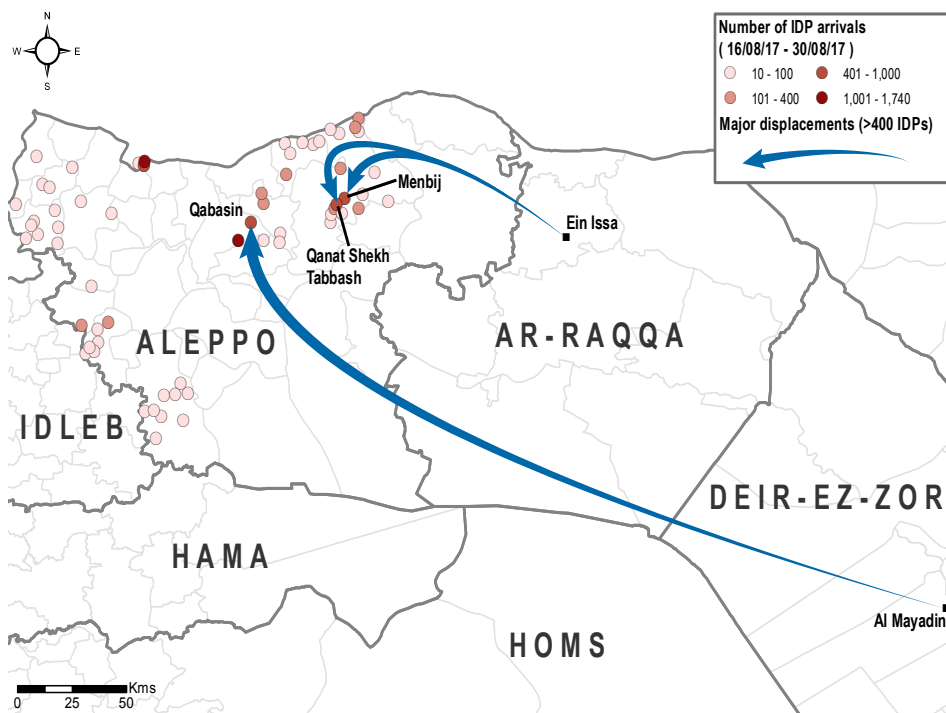 N
W
E
S
Number of IDP arrivals
( 16/08/17 - 30/08/17 )
10 - 100
401 - 1,000
101 - 400
1,001 - 1,740
Major displacements (>400 IDPs)
Menbij
Qabasin
Ein Issa
Qanat Shekh
Tabbash
ALEPPO
AR-RAQQA
IDLEB
DEIR-EZ-ZOR
HAMA
Al Mayadin
HOMS
Kms
0
25
50